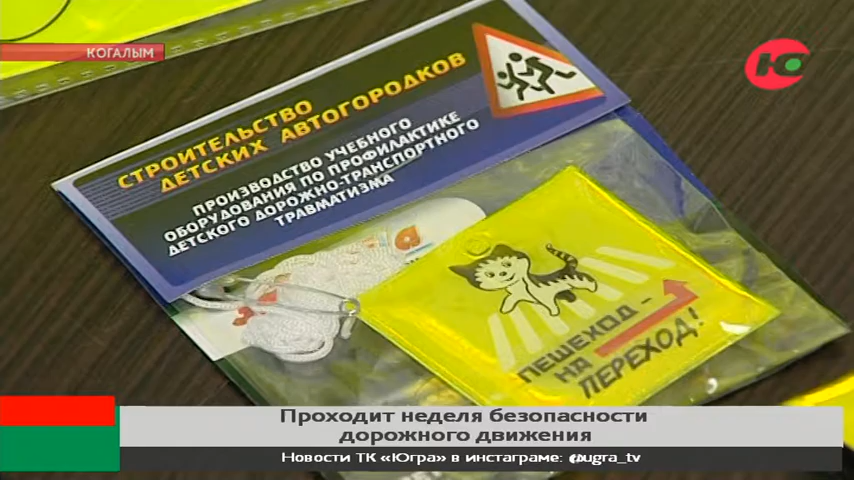 КОГАЛЫМ
Ю
СТРОИТЕЛЬСТВО
ДЕТСКИХ АВТОГОРОДКОВ
ПРОИЗВОДСТВО УЧЕБНОГО
ОБОРУДОВАНИЯ ПО ПРОФИЛАКТИКЕ
ДЕТСКОГО ДОРОЖНО-ТРАНСПОРТНОГО
ТРАВМАТИЗМА
ПЕШЕХОД -
НА
ПЕРЕХОД!
Проходит неделя безопасности
дорожного движения
Новости ТК «Югра» в инстаграме: @ugra_tv